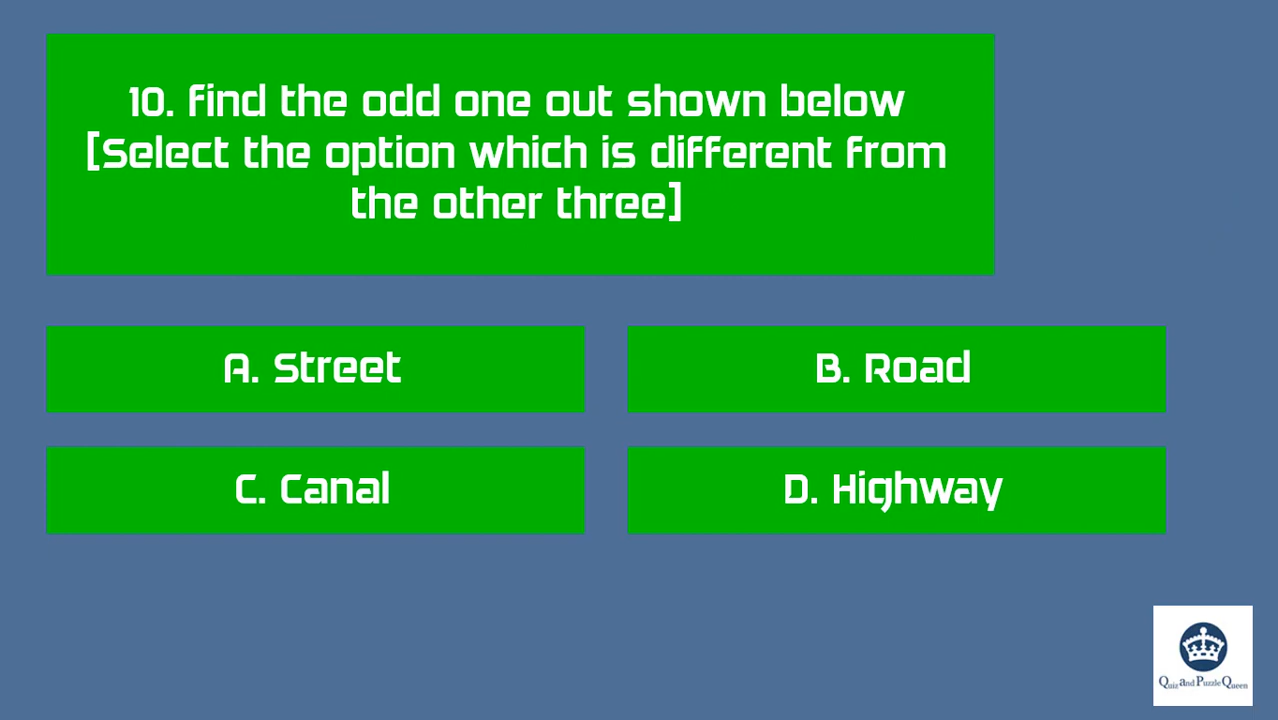 10. Find the odd one out shown below
[Select the option which is different from
the other three]
A. Street
B. Road
C. Canal
D. Highway
Quiz and Puzzle Queen